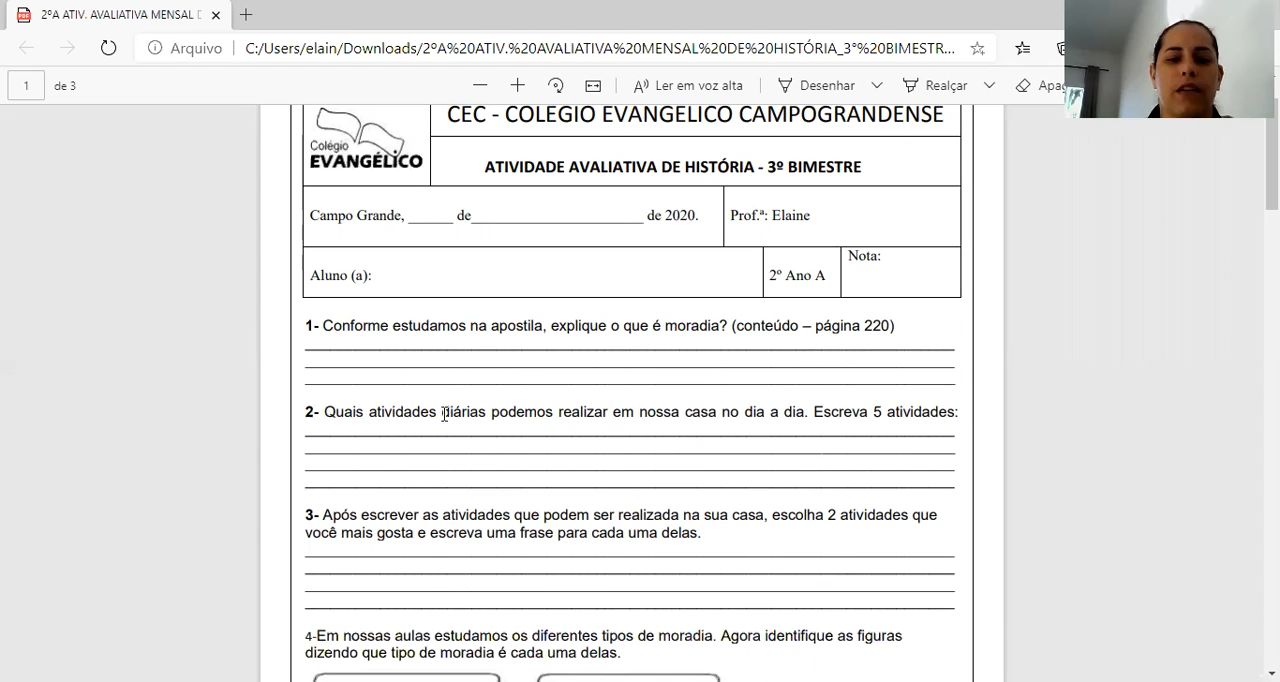 2ºA ATIV. AVALIATIVA MENSAL D
Arquivo
C:/Users/elain/Downloads/2ºA%20ATIV.%20AVALIATIVA%20MENSAL%20DE%20HISTÓRIA_3°%20BIMESTR...
1
de 3
Ler em voz alta
Desenhar
Realçar
Apag
CEC - COLEGIO EVANGELICO CAMPOGRANDENSE
Colégio
EVANGÉLICO
ATIVIDADE AVALIATIVA DE HISTÓRIA - 3º BIMESTRE
Campo Grande, ______ de______________________ de 2020.
Prof.ª: Elaine
Nota:
Aluno (a):
2º Ano A
1- Conforme estudamos na apostila, explique o que é moradia? (conteúdo – página 220)
2- Quais atividades diárias podemos realizar em nossa casa no dia a dia. Escreva 5 atividades:
3- Após escrever as atividades que podem ser realizada na sua casa, escolha 2 atividades que
você mais gosta e escreva uma frase para cada uma delas.
4-Em nossas aulas estudamos os diferentes tipos de moradia. Agora identifique as figuras
dizendo que tipo de moradia é cada uma delas.